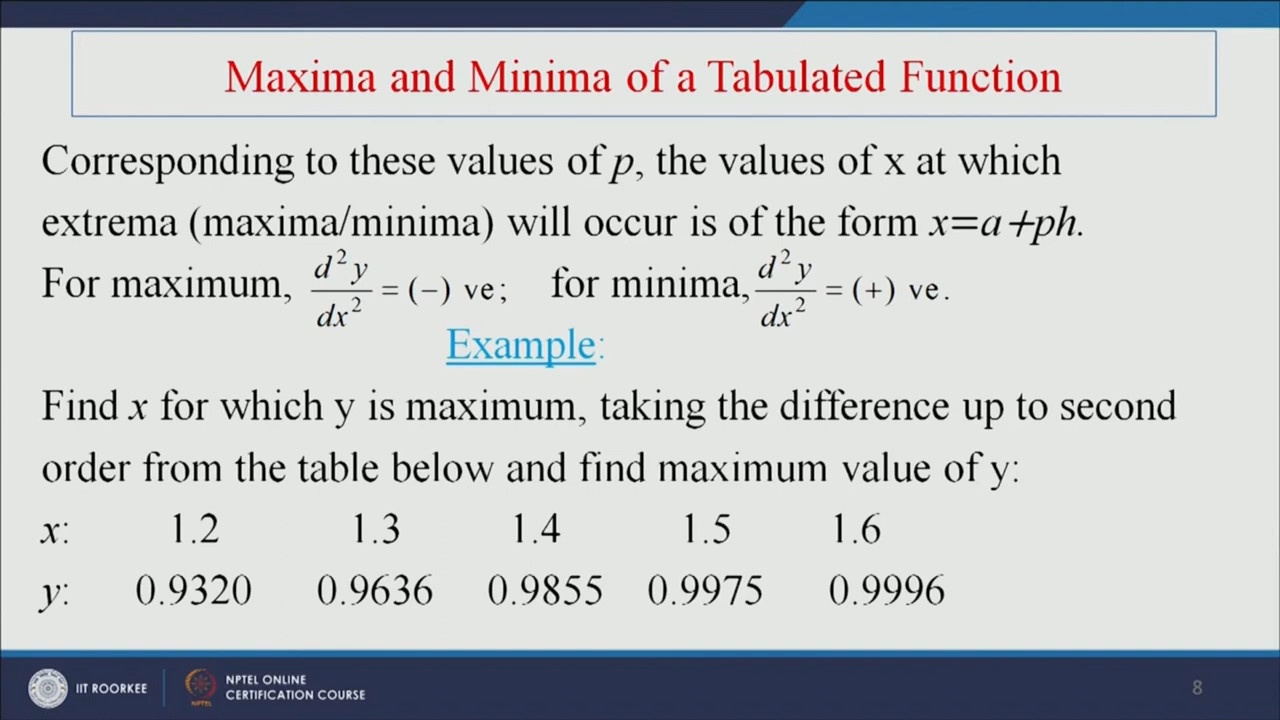 Maxima and Minima of a Tabulated Function
Corresponding to these values of p, the values of x at which
extrema (maxima/minima) will occur is of the form x=a+ph.
For maximum, d²y/dx² = (−) ve; for minima, d²y/dx² = (+) ve.
Example:
Find x for which y is maximum, taking the difference up to second
order from the table below and find maximum value of y:
x: 1.2 1.3 1.4 1.5 1.6
y: 0.9320 0.9636 0.9855 0.9975 0.9996
IIT ROORKEE
NPTEL
NPTEL ONLINE
CERTIFICATION COURSE
8